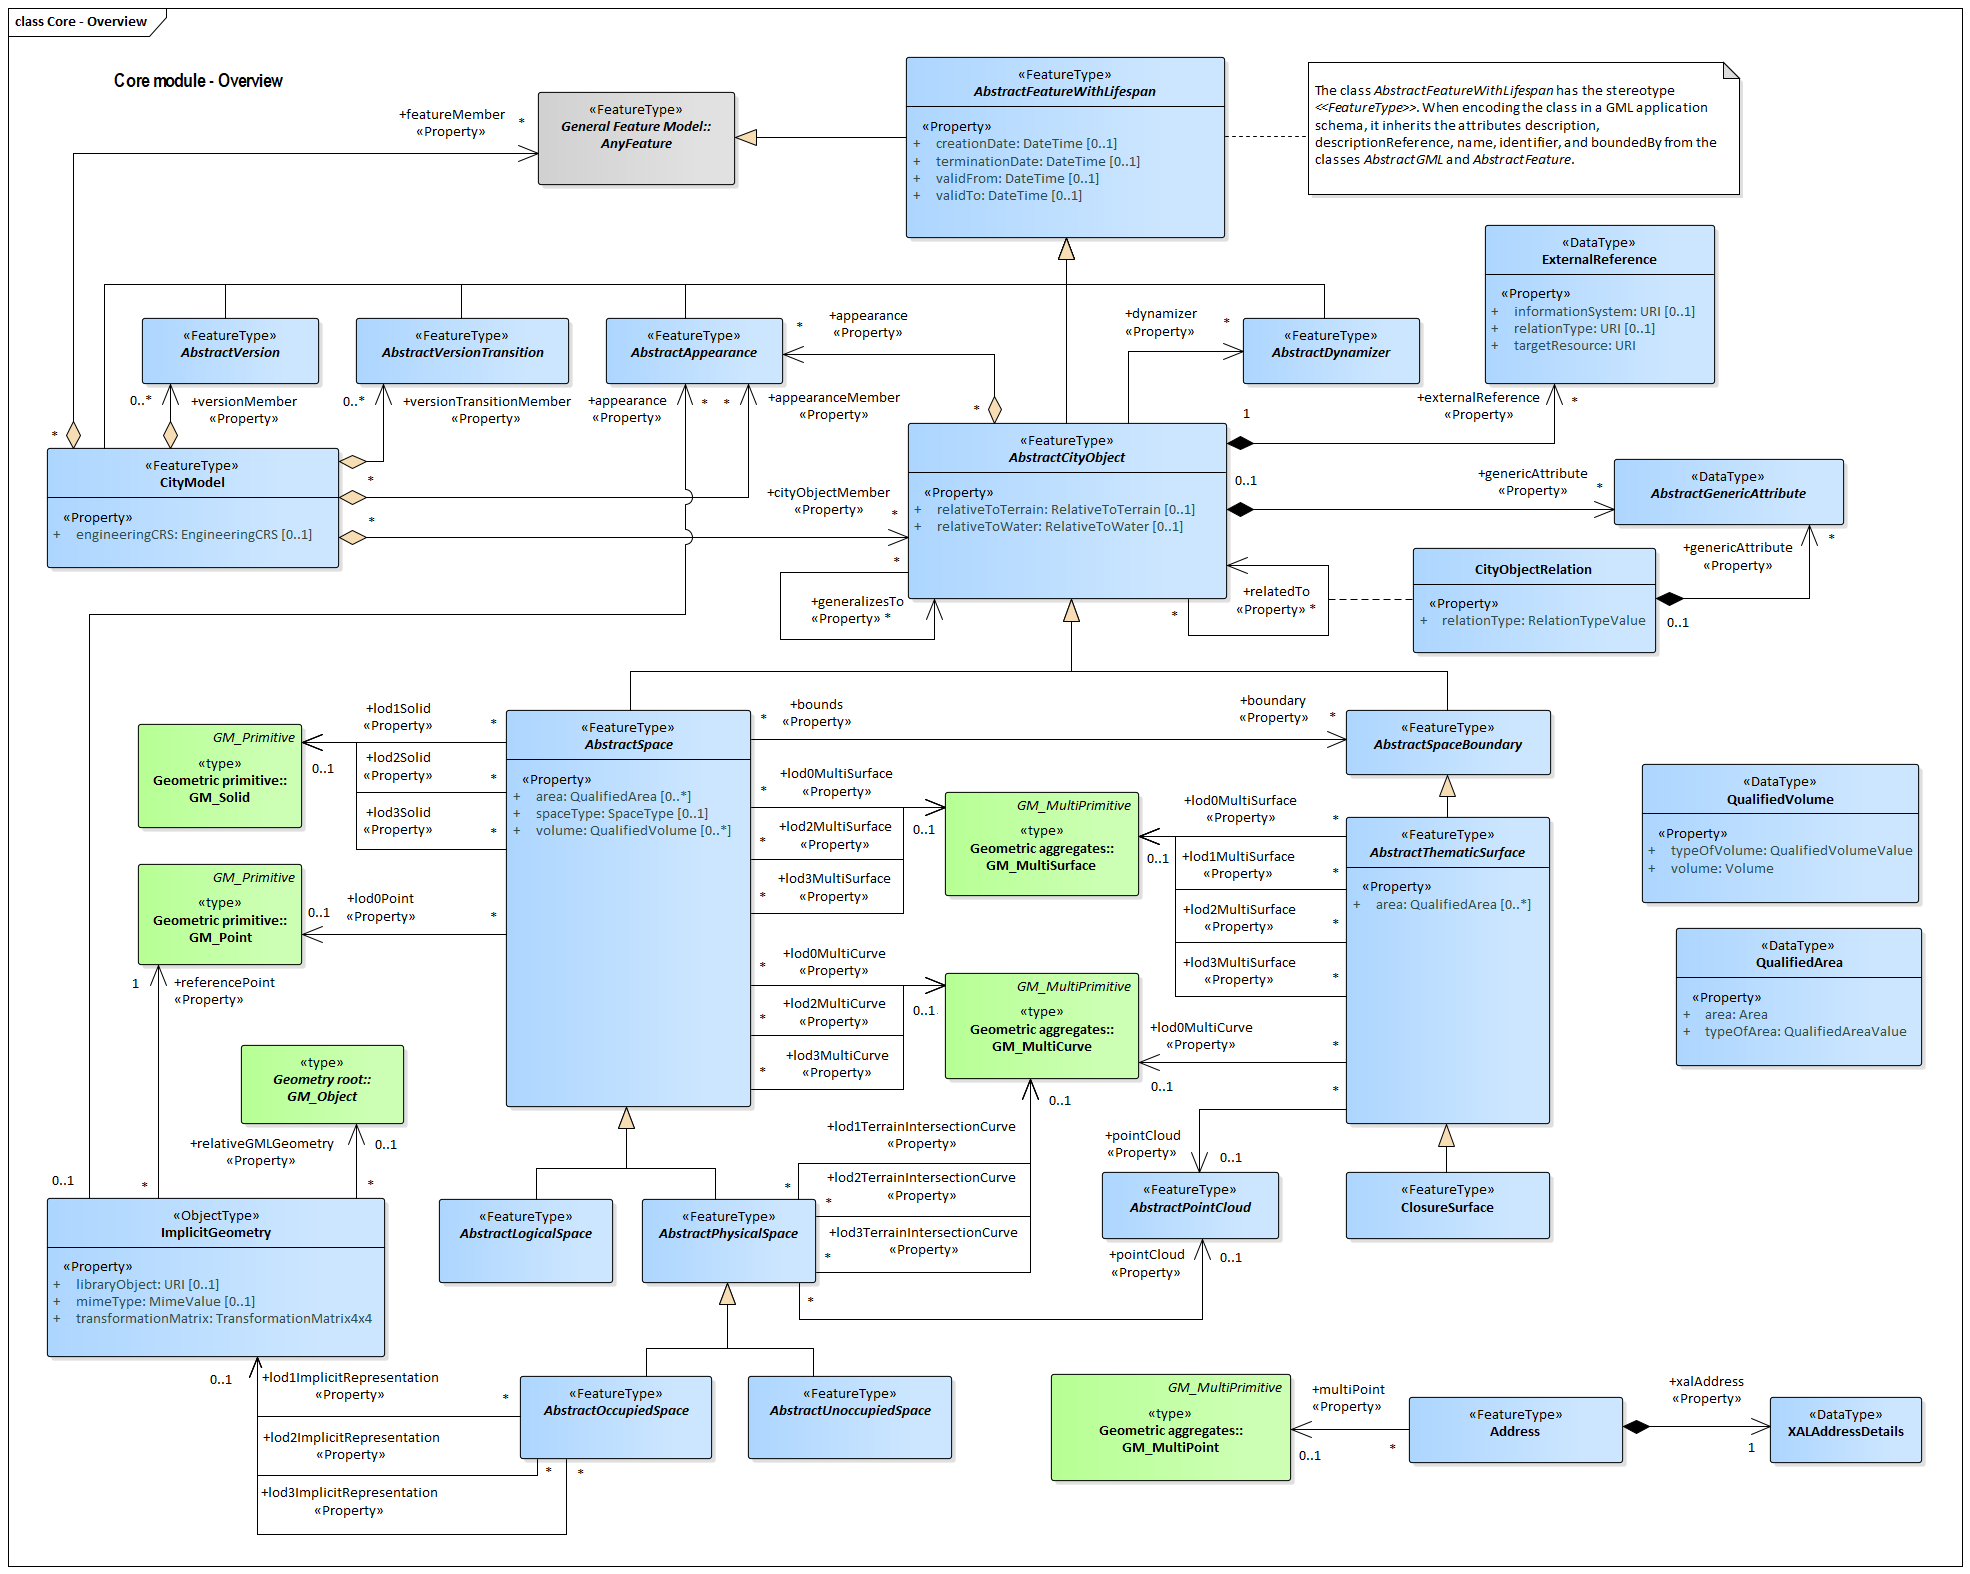 class Core - Overview
Core module - Overview
+featureMember
«Property»
*
«FeatureType»
General Feature Model::
AnyFeature
«FeatureType»
AbstractFeatureWithLifespan
«Property»
+ creationDate: DateTime [0..1]
+ terminationDate: DateTime [0..1]
+ validFrom: DateTime [0..1]
+ validTo: DateTime [0..1]
The class AbstractFeatureWithLifespan has the stereotype
<<FeatureType>>. When encoding the class in a GML application
schema, it inherits the attributes description,
descriptionReference, name, identifier, and boundedBy from the
classes AbstractGML and AbstractFeature.
«DataType»
ExternalReference
«Property»
+ informationSystem: URI [0..1]
+ relationType: URI [0..1]
+ targetResource: URI
«FeatureType»
AbstractVersion
«FeatureType»
AbstractVersionTransition
«FeatureType»
AbstractAppearance
*
+appearance
«Property»
+dynamizer
«Property»
*
«FeatureType»
AbstractDynamizer
0..*
+versionMember
«Property»
0..*
+versionTransitionMember
«Property»
+appearance
«Property»
*
*
+appearanceMember
«Property»
*
1
+externalReference
«Property»
*
*
«FeatureType»
CityModel
«Property»
+ engineeringCRS: EngineeringCRS [0..1]
*
*
+cityObjectMember
«Property»
*
«FeatureType»
AbstractCityObject
«Property»
+ relativeToTerrain: RelativeToTerrain [0..1]
+ relativeToWater: RelativeToWater [0..1]
0..1
+genericAttribute
«Property»
*
«DataType»
AbstractGenericAttribute
+genericAttribute
«Property»
*
*
+generalizesTo
«Property» *
+relatedTo
«Property» *
*
CityObjectRelation
«Property»
+ relationType: RelationTypeValue
0..1
+lod1Solid
«Property»
*
+lod2Solid
«Property»
*
+lod3Solid
«Property»
*
0..1
GM_Primitive
«type»
Geometric primitive::
GM_Solid
«FeatureType»
AbstractSpace
«Property»
+ area: QualifiedArea [0..*]
+ spaceType: SpaceType [0..1]
+ volume: QualifiedVolume [0..*]
*
+bounds
«Property»
+boundary
«Property»
*
«FeatureType»
AbstractSpaceBoundary
*
+lod0MultiSurface
«Property»
*
+lod2MultiSurface
«Property»
*
+lod3MultiSurface
«Property»
0..1
GM_MultiPrimitive
«type»
Geometric aggregates::
GM_MultiSurface
0..1
+lod0MultiSurface
«Property»
*
+lod1MultiSurface
«Property»
*
+lod2MultiSurface
«Property»
*
+lod3MultiSurface
«Property»
*
«FeatureType»
AbstractThematicSurface
«Property»
+ area: QualifiedArea [0..*]
«DataType»
QualifiedVolume
«Property»
+ typeOfVolume: QualifiedVolumeValue
+ volume: Volume
«DataType»
QualifiedArea
«Property»
+ area: Area
+ typeOfArea: QualifiedAreaValue
GM_Primitive
«type»
Geometric primitive::
GM_Point
0..1
+lod0Point
«Property»
*
1
+referencePoint
«Property»
*
+lod0MultiCurve
«Property»
*
+lod2MultiCurve
«Property»
*
+lod3MultiCurve
«Property»
0..1
GM_MultiPrimitive
«type»
Geometric aggregates::
GM_MultiCurve
+lod0MultiCurve
«Property»
*
0..1
*
«type»
Geometry root::
GM_Object
+relativeGMLGeometry
«Property»
0..1
0..1
*
*
0..1
+lod1TerrainIntersectionCurve
«Property»
*
+lod2TerrainIntersectionCurve
«Property»
*
+lod3TerrainIntersectionCurve
«Property»
*
+pointCloud
«Property»
0..1
«FeatureType»
AbstractPointCloud
+pointCloud
«Property»
0..1
*
«FeatureType»
ClosureSurface
«ObjectType»
ImplicitGeometry
«Property»
+ libraryObject: URI [0..1]
+ mimeType: MimeValue [0..1]
+ transformationMatrix: TransformationMatrix4x4
«FeatureType»
AbstractLogicalSpace
«FeatureType»
AbstractPhysicalSpace
0..1
+lod1ImplicitRepresentation
«Property»
*
+lod2ImplicitRepresentation
«Property»
*
+lod3ImplicitRepresentation
«Property»
*
«FeatureType»
AbstractOccupiedSpace
«FeatureType»
AbstractUnoccupiedSpace
GM_MultiPrimitive
«type»
Geometric aggregates::
GM_MultiPoint
+multiPoint
«Property»
0..1
*
«FeatureType»
Address
+xalAddress
«Property»
1
«DataType»
XALAddressDetails